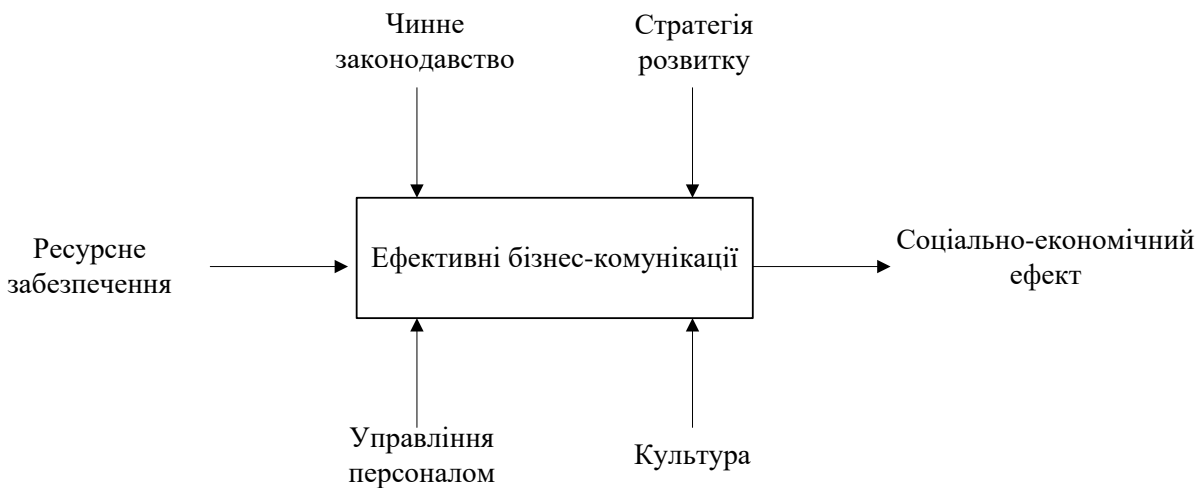 Чинне
законодавство
Стратегія
розвитку
Ресурсне
забезпечення
Ефективні бізнес-комунікації
Соціально-економічний
ефект
Управління
персоналом
Культура